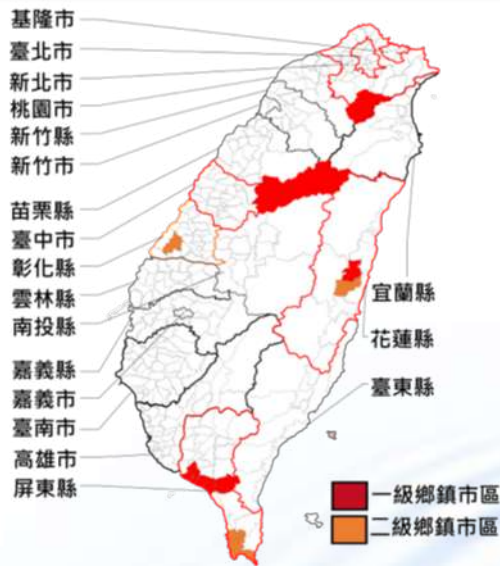 基隆市
臺北市
新北市
桃園市
新竹縣
新竹市
苗栗縣
臺中市
彰化縣
雲林縣
南投縣
嘉義縣
嘉義市
臺南市
高雄市
屏東縣
宜蘭縣
花蓮縣
臺東縣
一級鄉鎮市區
二級鄉鎮市區